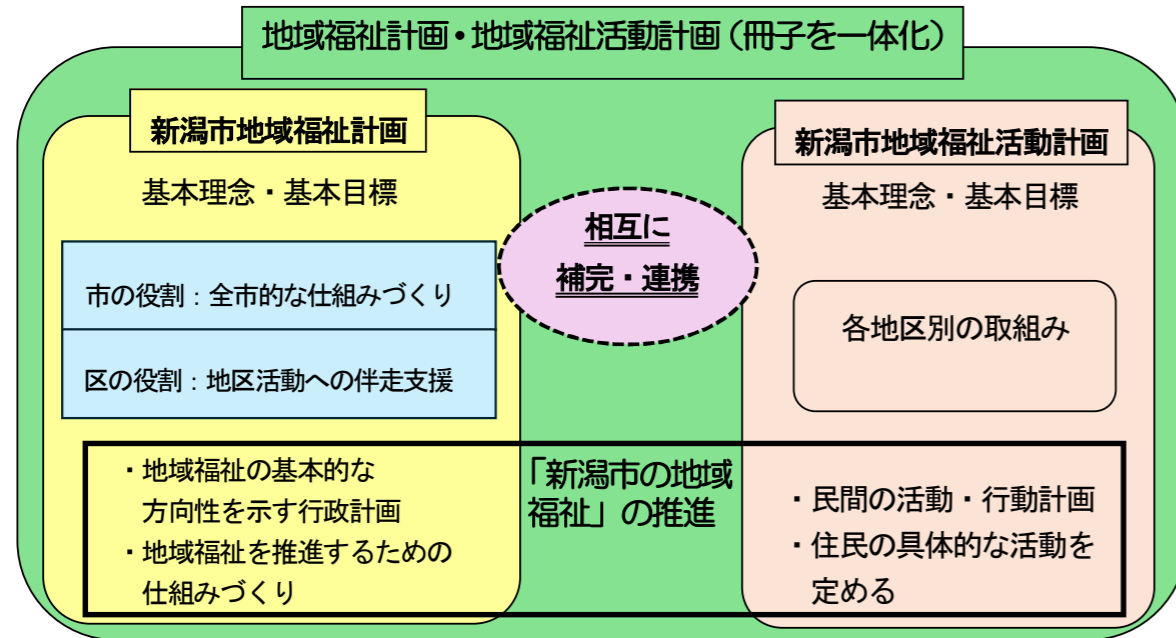 地域福祉計画・地域福祉活動計画（冊子を一体化）
新潟市地域福祉計画
基本理念・基本目標
市の役割：全市的な仕組みづくり
区の役割：地区活動への伴走支援
相互に
補完・連携
新潟市地域福祉活動計画
基本理念・基本目標
各地区別の取組み
・地域福祉の基本的な
方向性を示す行政計画
・地域福祉を推進するための
仕組みづくり
「新潟市の地域
福祉」の推進
・民間の活動・行動計画
・住民の具体的な活動を
定める